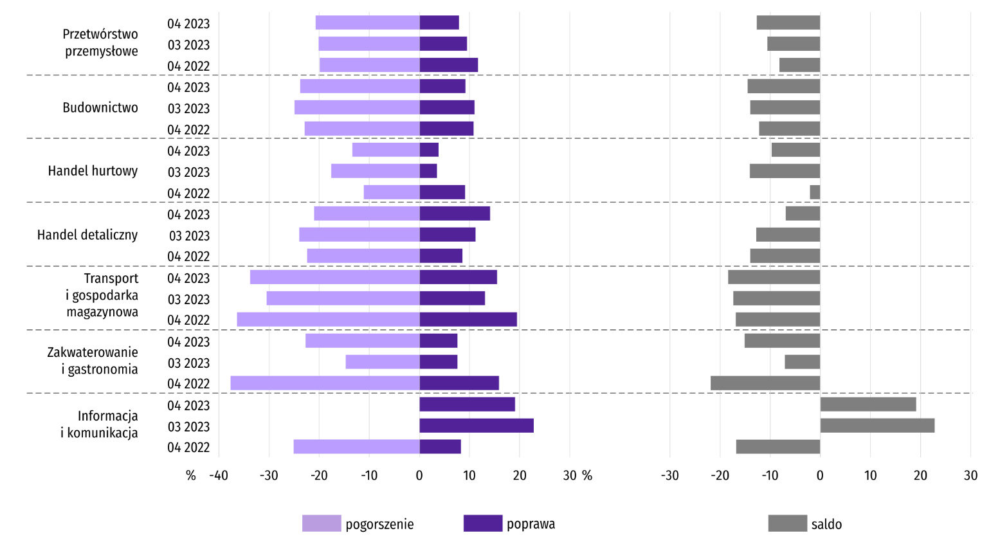 Przetwórstwo
przemysłowe
04 2023
03 2023
04 2022
Budownictwo
04 2023
03 2023
04 2022
Handel hurtowy
04 2023
03 2023
04 2022
Handel detaliczny
04 2023
03 2023
04 2022
Transport
i gospodarka
magazynowa
04 2023
03 2023
04 2022
Zakwaterowanie
i gastronomia
04 2023
03 2023
04 2022
Informacja
i komunikacja
04 2023
03 2023
04 2022
% -40 -30 -20 -10 0 10 20 30 % -30 -20 -10 0 10 20 30
pogorszenie poprawa saldo